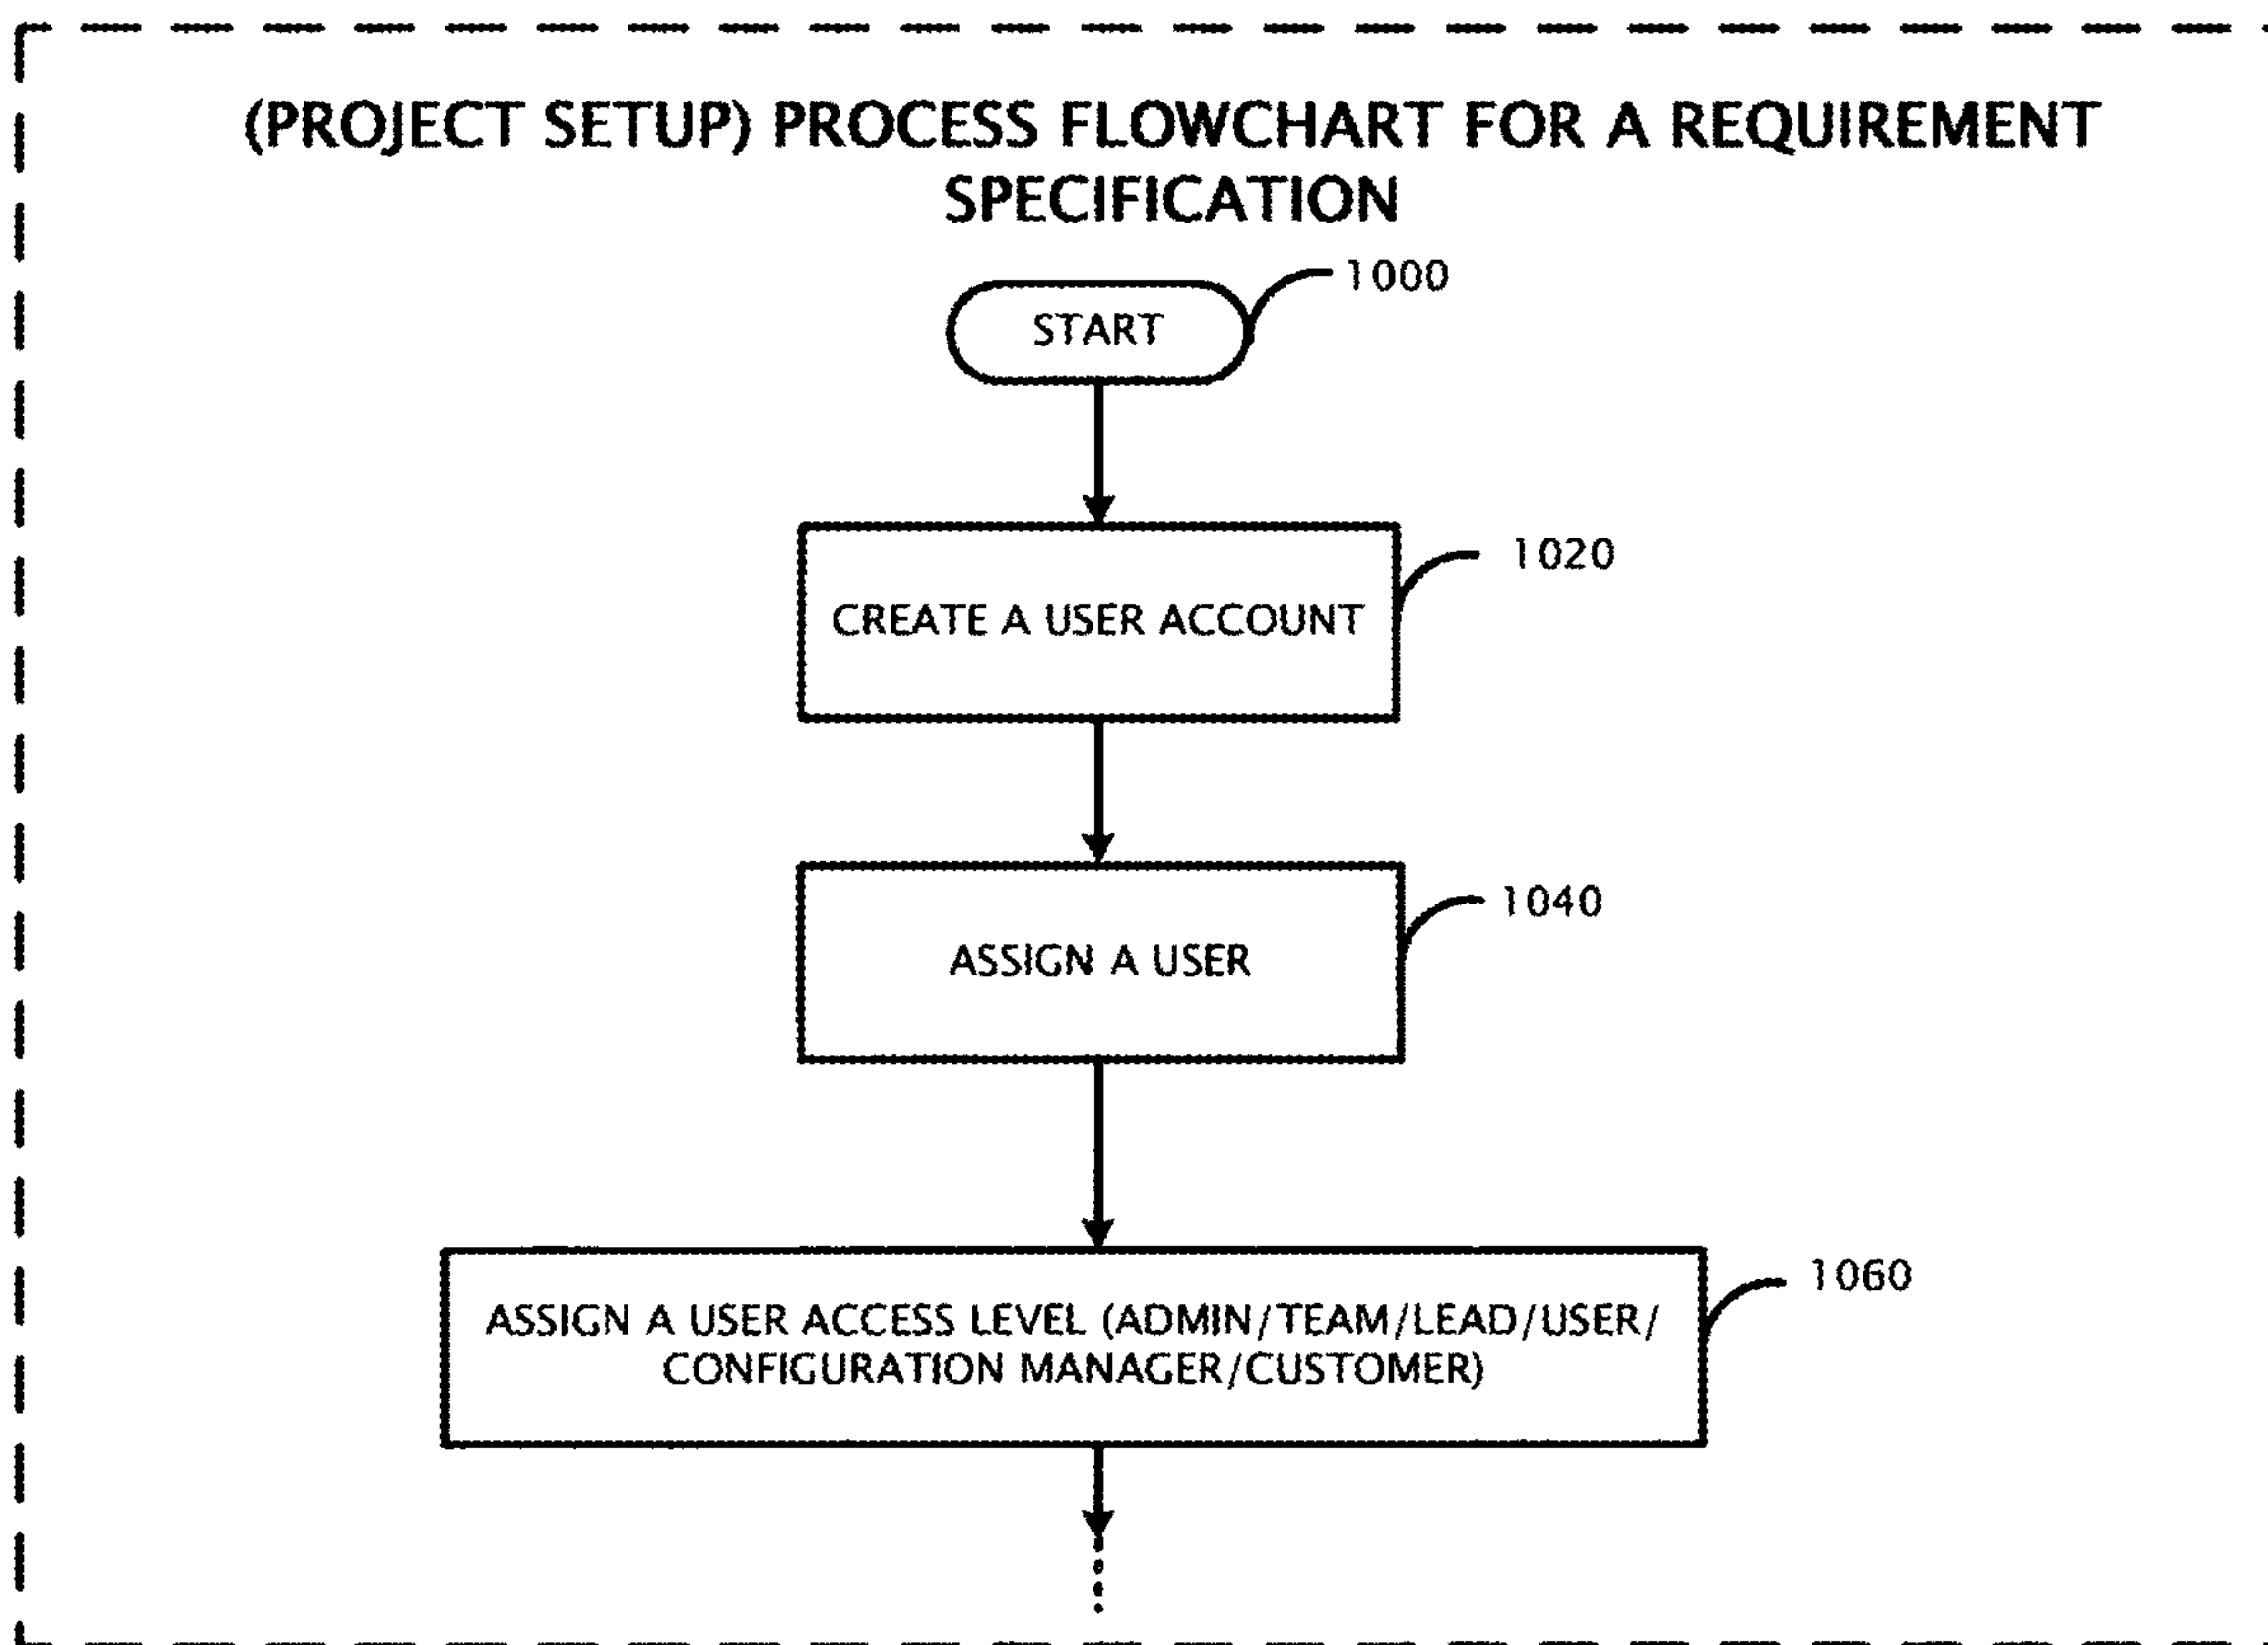 (PROJECT SETUP) PROCESS FLOWCHART FOR A REQUIREMENT
SPECIFICATION
1000
START
1020
CREATE A USER ACCOUNT
1040
ASSIGN A USER
1060
ASSIGN A USER ACCESS LEVEL (ADMIN/TEAM/LEAD/USER/
CONFIGURATION MANAGER/CUSTOMER)